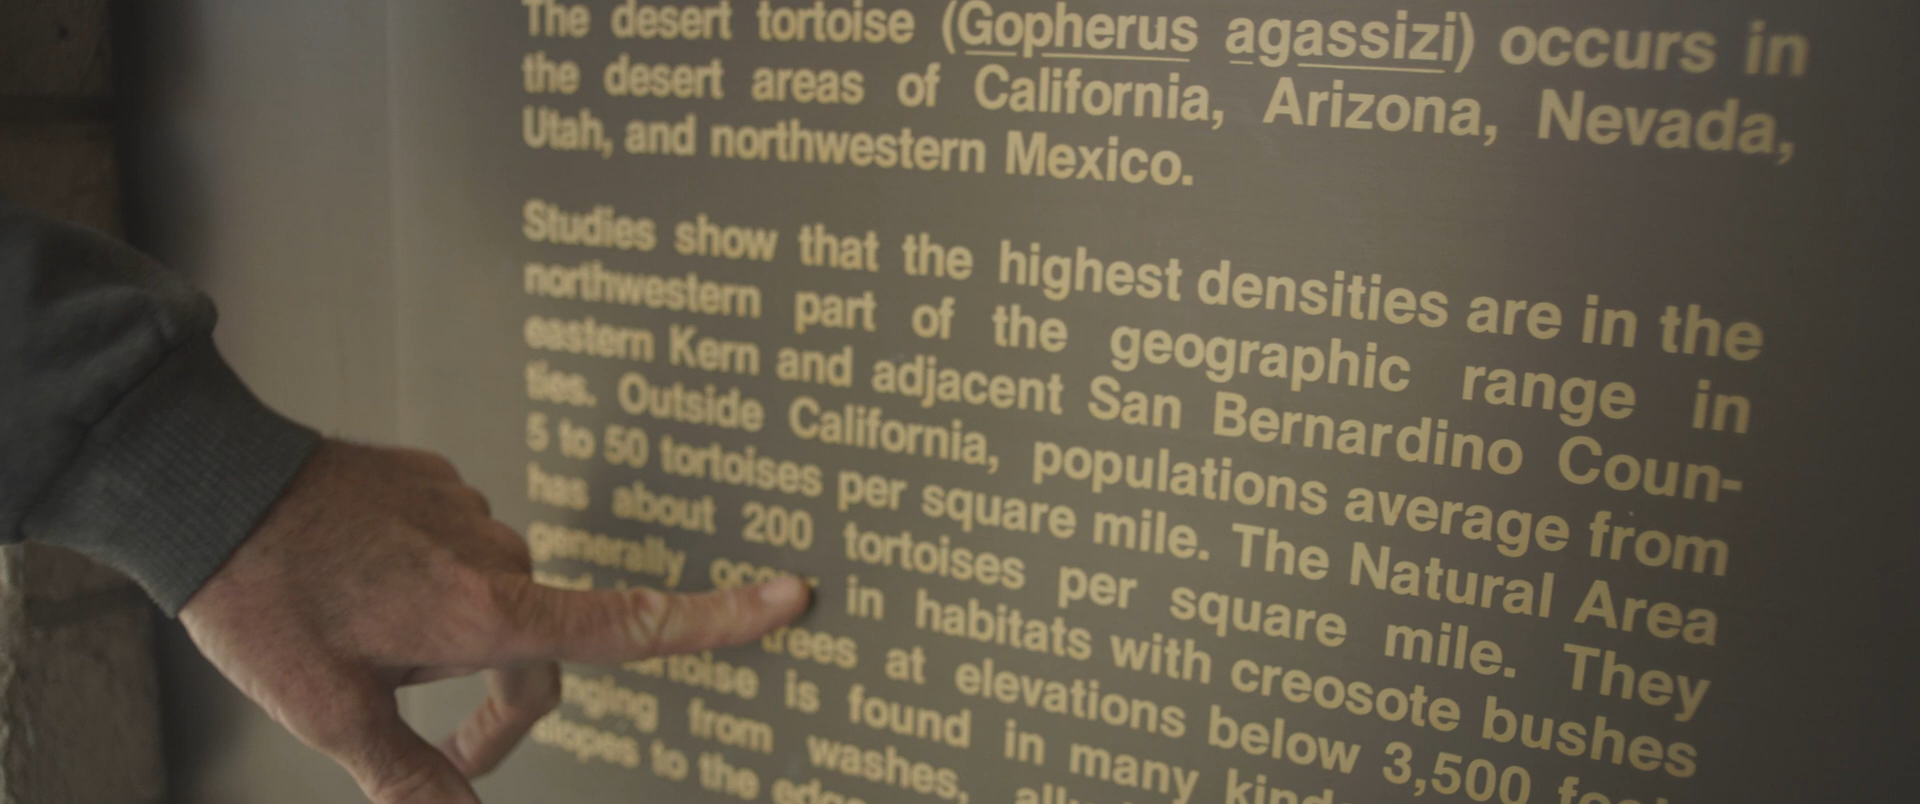 The desert tortoise (Gopherus agassizi) occurs in
the desert areas of California, Arizona, Nevada,
Utah, and northwestern Mexico.
Studies show that the highest densities are in the
northwestern part of the geographic range in
eastern Kern and adjacent San Bernardino Coun-
ties. Outside California, populations average from
5 to 50 tortoises per square mile. The Natural Area
has about 200 tortoises per square mile. They
generally occur in habitats with creosote bushes
trees at elevations below 3,500
tortoise is found in many
from washes,
slopes to the